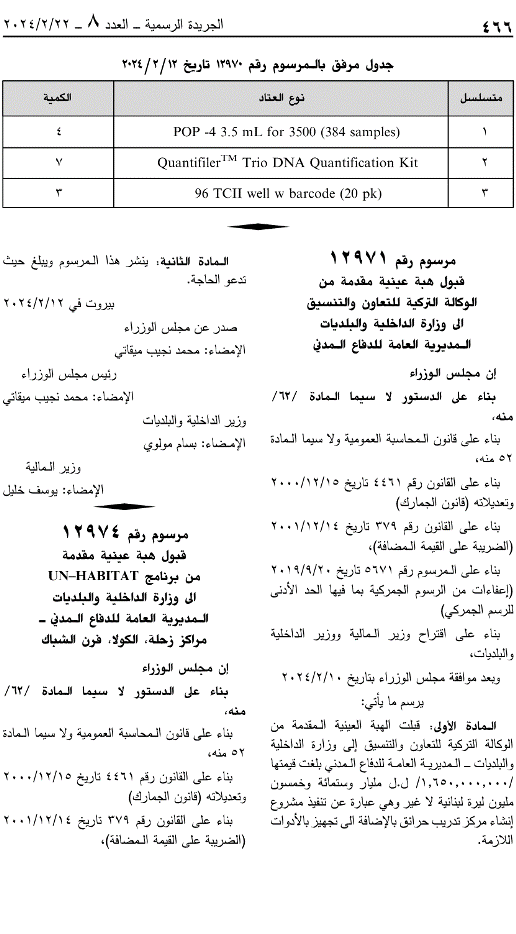 ٤٦٦
الجريدة الرسمية – العدد ٨ – ٢٠٢٤/٢/٢٢
جدول مرفق بالمرسوم رقم ١٢٩٧٠ تاريخ ٢٠٢٤/٢/١٢
متسلسل نوع العتاد الكمية
١ POP -4 3.5 mL for 3500 (384 samples) ٤
٢ Quantifiler™ Trio DNA Quantification Kit ٧
٣ 96 TCII well w barcode (20 pk) ٣
مرسوم رقم ١٢٩٧١
قبول هبة عينية مقدمة من
الوكالة التركية للتعاون والتنسيق
الى وزارة الداخلية والبلديات
المديرية العامة للدفاع المدني
إن مجلس الوزراء
بناء على الدستور لا سيما المادة /٦٢/
منه،
بناء على قانون المحاسبة العمومية ولا سيما المادة
٥٢ منه،
بناء على القانون رقم ٤٤٦١ تاريخ ٢٠٠٠/١٢/١٥
وتعديلاته (قانون الجمارك)
بناء على القانون رقم ٣٧٩ تاريخ ٢٠٠١/١٢/١٤
(الضريبة على القيمة المضافة)،
بناء على المرسوم رقم ٥٦٧١ تاريخ ٢٠١٩/٩/٢٠
(إعفاءات من الرسوم الجمركية بما فيها الحد الأدنى
للرسم الجمركي)
بناء على اقتراح وزير المالية ووزير الداخلية
والبلديات،
وبعد موافقة مجلس الوزراء بتاريخ ٢٠٢٤/٢/١٠
يرسم ما يأتي:
المادة الأولى: قبلت الهبة العينية المقدمة من
الوكالة التركية للتعاون والتنسيق إلى وزارة الداخلية
والبلديات – المديرية العامة للدفاع المدني بلغت قيمتها
/١,٦٥٠,٠٠٠,٠٠٠/ ل.ل مليار وستمائة وخمسون
مليون ليرة لبنانية لا غير وهي عبارة عن تنفيذ مشروع
إنشاء مركز تدريب حرائق بالإضافة الى تجهيز بالأدوات
اللازمة.
المادة الثانية: ينشر هذا المرسوم ويبلغ حيث
تدعو الحاجة.
بيروت في ٢٠٢٤/٢/١٢
صدر عن مجلس الوزراء
الإمضاء: محمد نجيب ميقاتي
رئيس مجلس الوزراء
الإمضاء: محمد نجيب ميقاتي
وزير الداخلية والبلديات
الإمضاء: بسام مولوي
وزير المالية
الإمضاء: يوسف خليل
مرسوم رقم ١٢٩٧٤
قبول هبة عينية مقدمة
من برنامج UN–HABITAT
الى وزارة الداخلية والبلديات
المديرية العامة للدفاع المدني –
مراكز زحلة، الكولا، فرن الشباك
إن مجلس الوزراء
بناء على الدستور لا سيما المادة /٦٢/
منه،
بناء على قانون المحاسبة العمومية ولا سيما المادة
٥٢ منه،
بناء على القانون رقم ٤٤٦١ تاريخ ٢٠٠٠/١٢/١٥
وتعديلاته (قانون الجمارك)
بناء على القانون رقم ٣٧٩ تاريخ ٢٠٠١/١٢/١٤
(الضريبة على القيمة المضافة)،